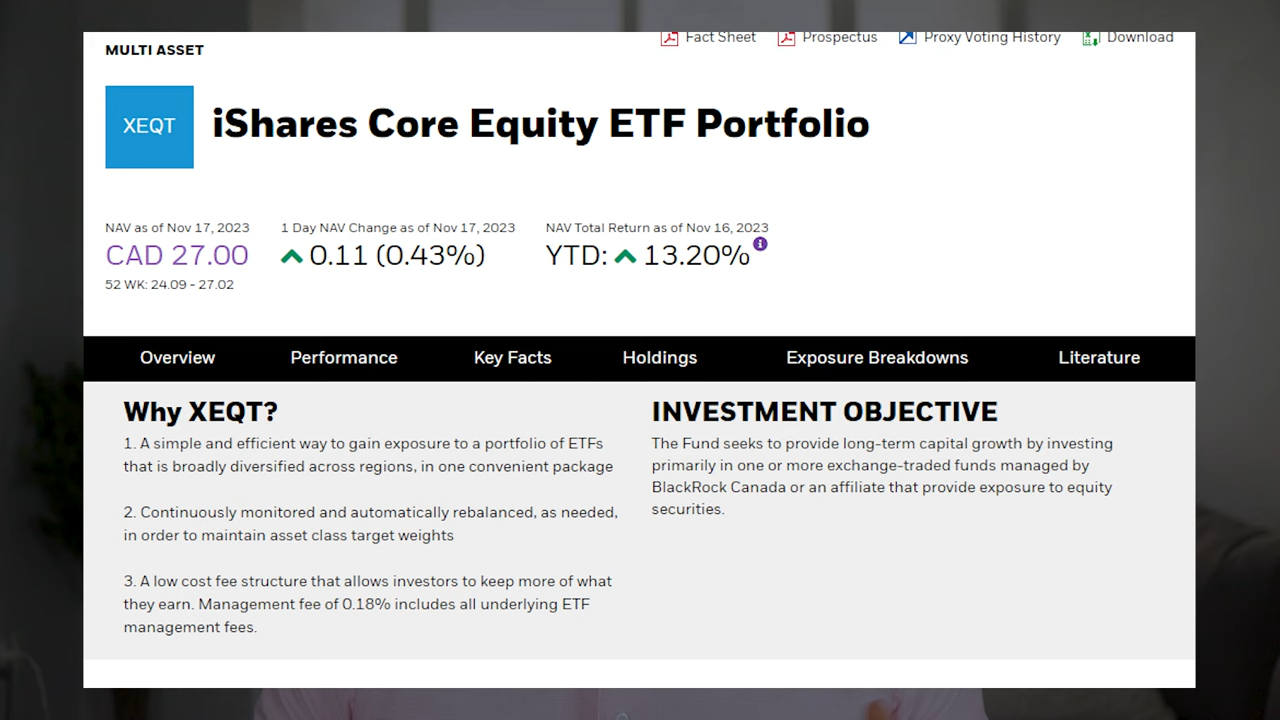 MULTI ASSET
Fact Sheet Prospectus Proxy Voting History Download
XEQT
iShares Core Equity ETF Portfolio
NAV as of Nov 17, 2023 1 Day NAV Change as of Nov 17, 2023 NAV Total Return as of Nov 16, 2023
CAD 27.00 0.11 (0.43%) YTD: 13.20% i
52 WK: 24.09 - 27.02
Overview Performance Key Facts Holdings Exposure Breakdowns Literature
Why XEQT?
1. A simple and efficient way to gain exposure to a portfolio of ETFs
that is broadly diversified across regions, in one convenient package
2. Continuously monitored and automatically rebalanced, as needed,
in order to maintain asset class target weights
3. A low cost fee structure that allows investors to keep more of what
they earn. Management fee of 0.18% includes all underlying ETF
management fees.
INVESTMENT OBJECTIVE
The Fund seeks to provide long-term capital growth by investing
primarily in one or more exchange-traded funds managed by
BlackRock Canada or an affiliate that provide exposure to equity
securities.